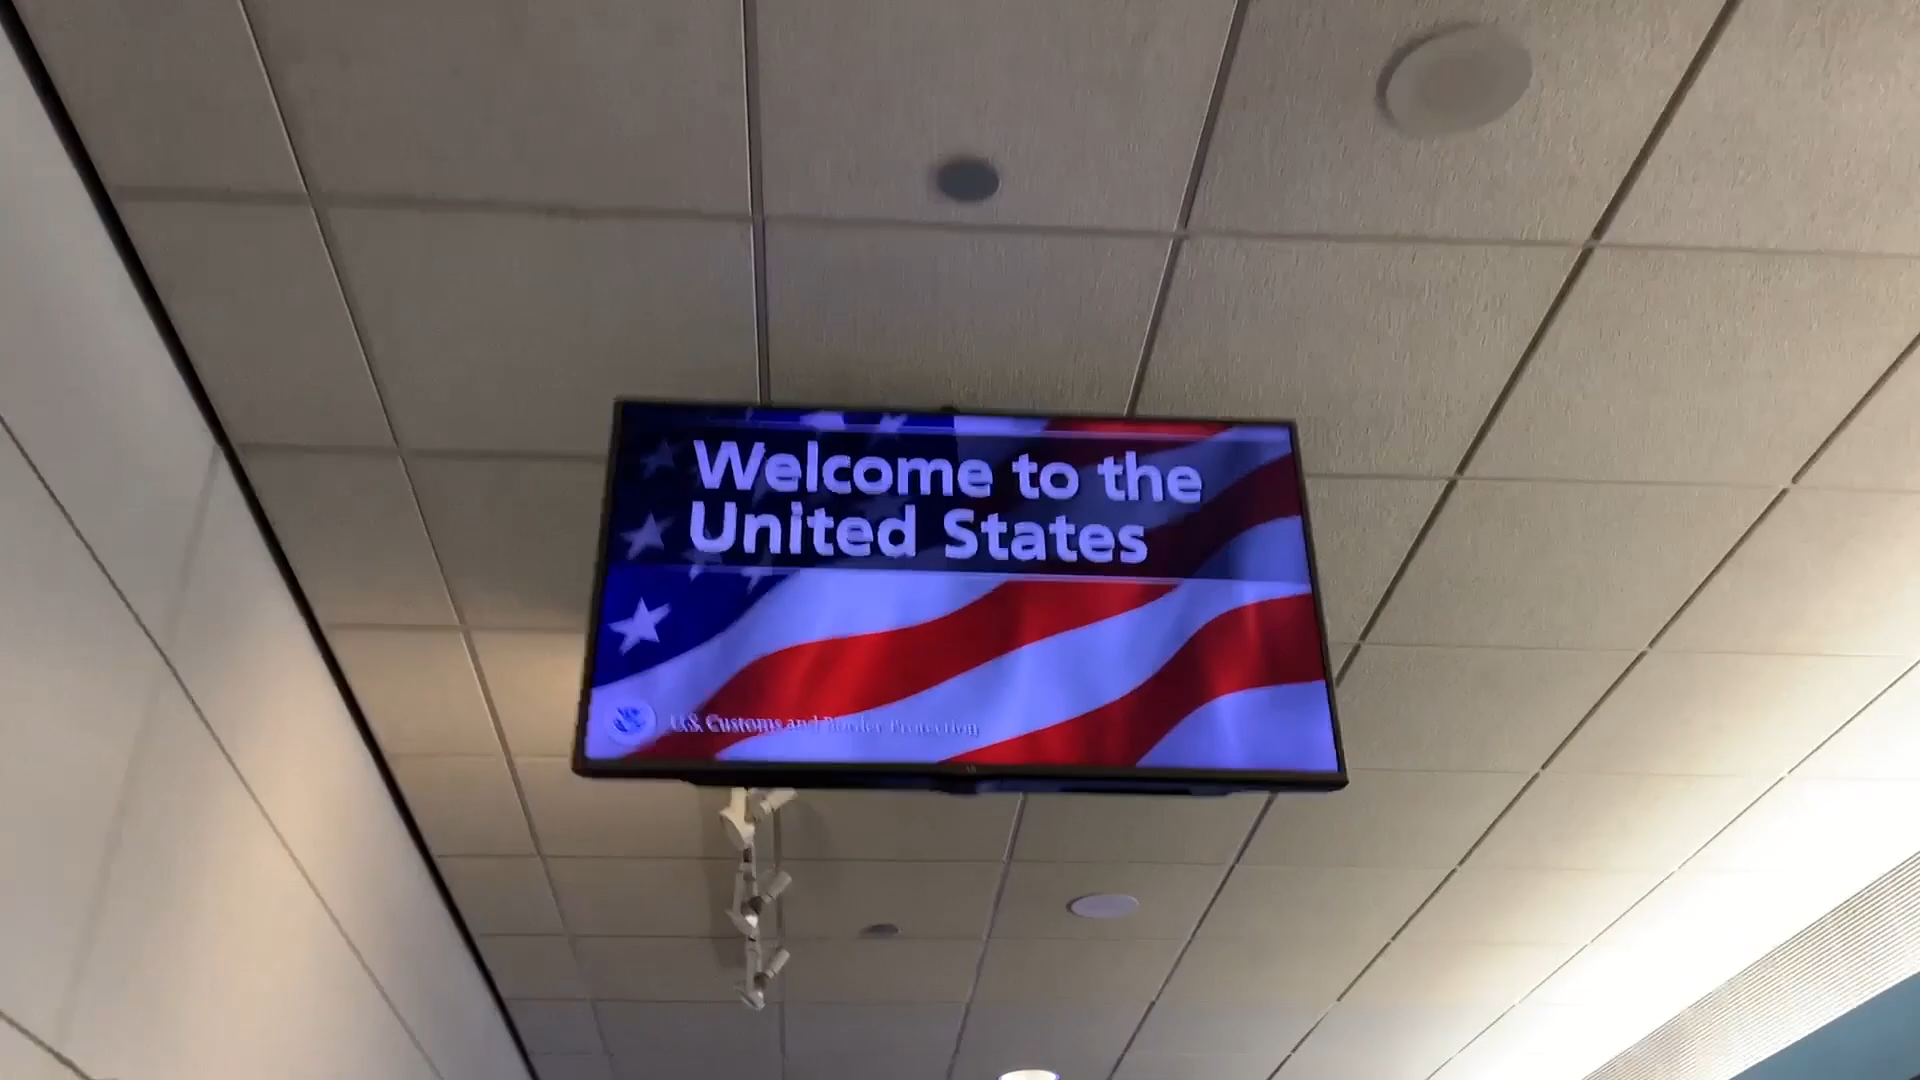 Welcome to the
United States
U.S. Customs and Border Protection